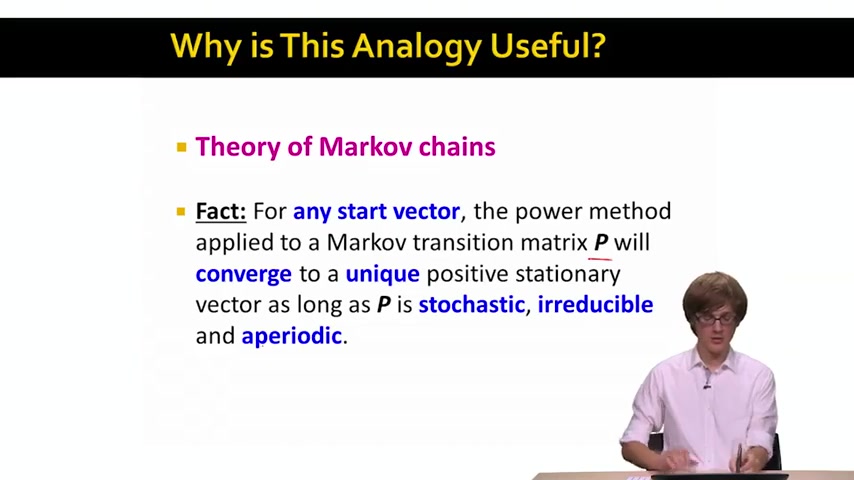 Why is This Analogy Useful?
Theory of Markov chains
Fact: For any start vector, the power method
applied to a Markov transition matrix P will
converge to a unique positive stationary
vector as long as P is stochastic, irreducible
and aperiodic.